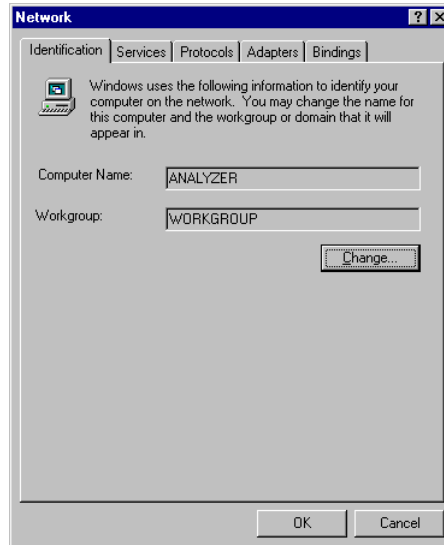 Network
Identification Services Protocols Adapters Bindings
Windows uses the following information to identify your
computer on the network. You may change the name for
this computer and the workgroup or domain that it will
appear in.
Computer Name: ANALYZER
Workgroup: WORKGROUP
Change...
OK Cancel